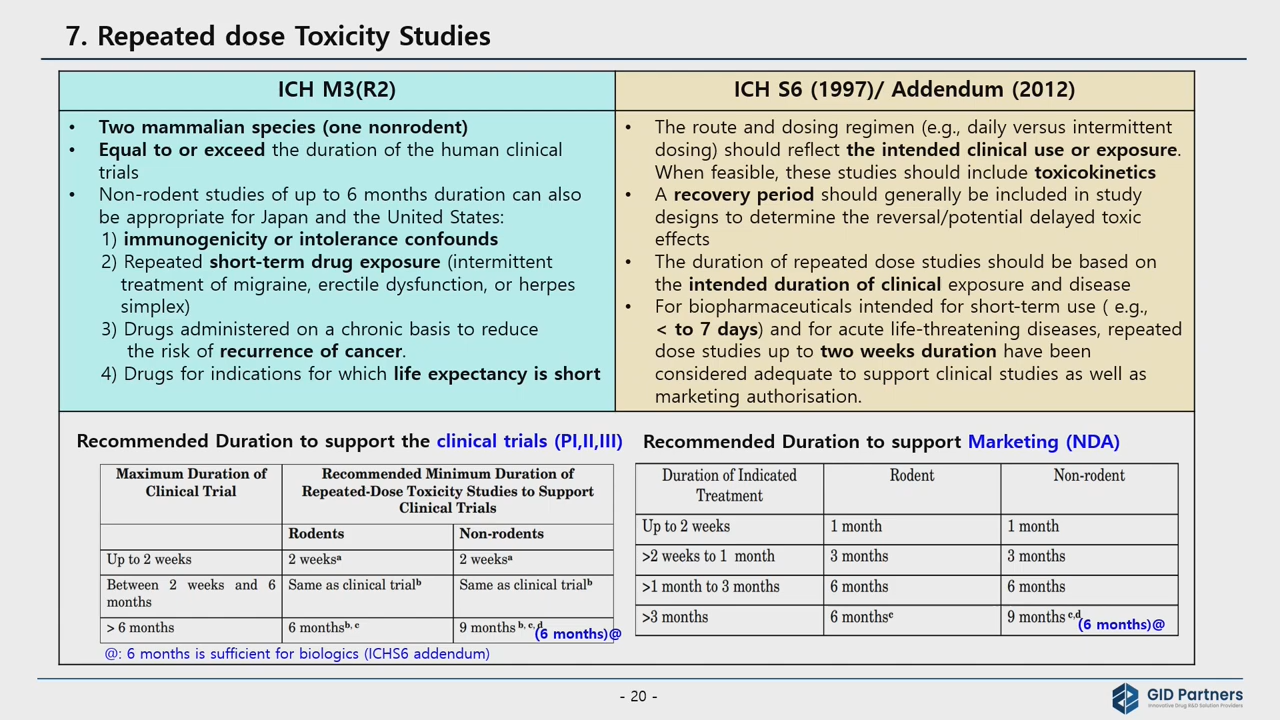 7. Repeated dose Toxicity Studies
ICH M3(R2)
• Two mammalian species (one nonrodent)
• Equal to or exceed the duration of the human clinical
trials
• Non-rodent studies of up to 6 months duration can also
be appropriate for Japan and the United States:
1) immunogenicity or intolerance confounds
2) Repeated short-term drug exposure (intermittent
treatment of migraine, erectile dysfunction, or herpes
simplex)
3) Drugs administered on a chronic basis to reduce
the risk of recurrence of cancer.
4) Drugs for indications for which life expectancy is short
ICH S6 (1997)/ Addendum (2012)
• The route and dosing regimen (e.g., daily versus intermittent
dosing) should reflect the intended clinical use or exposure.
When feasible, these studies should include toxicokinetics
• A recovery period should generally be included in study
designs to determine the reversal/potential delayed toxic
effects
• The duration of repeated dose studies should be based on
the intended duration of clinical exposure and disease
• For biopharmaceuticals intended for short-term use ( e.g.,
< to 7 days) and for acute life-threatening diseases, repeated
dose studies up to two weeks duration have been
considered adequate to support clinical studies as well as
marketing authorisation.
Recommended Duration to support the clinical trials (PI,II,III)
Maximum Duration of
Clinical Trial
Recommended Minimum Duration of
Repeated-Dose Toxicity Studies to Support
Clinical Trials
Rodents Non-rodents
Up to 2 weeks 2 weeksa 2 weeksa
Between 2 weeks and 6
months
Same as clinical trialb Same as clinical trialb
> 6 months 6 monthsb, c 9 months b, c, d
(6 months)@
@: 6 months is sufficient for biologics (ICHS6 addendum)
Recommended Duration to support Marketing (NDA)
Duration of Indicated
Treatment
Rodent Non-rodent
Up to 2 weeks 1 month 1 month
>2 weeks to 1 month 3 months 3 months
>1 month to 3 months 6 months 6 months
>3 months 6 monthsc 9 months c,d
(6 months)@
- 20 -
GID Partners
Innovative Drug R&D Solution Providers